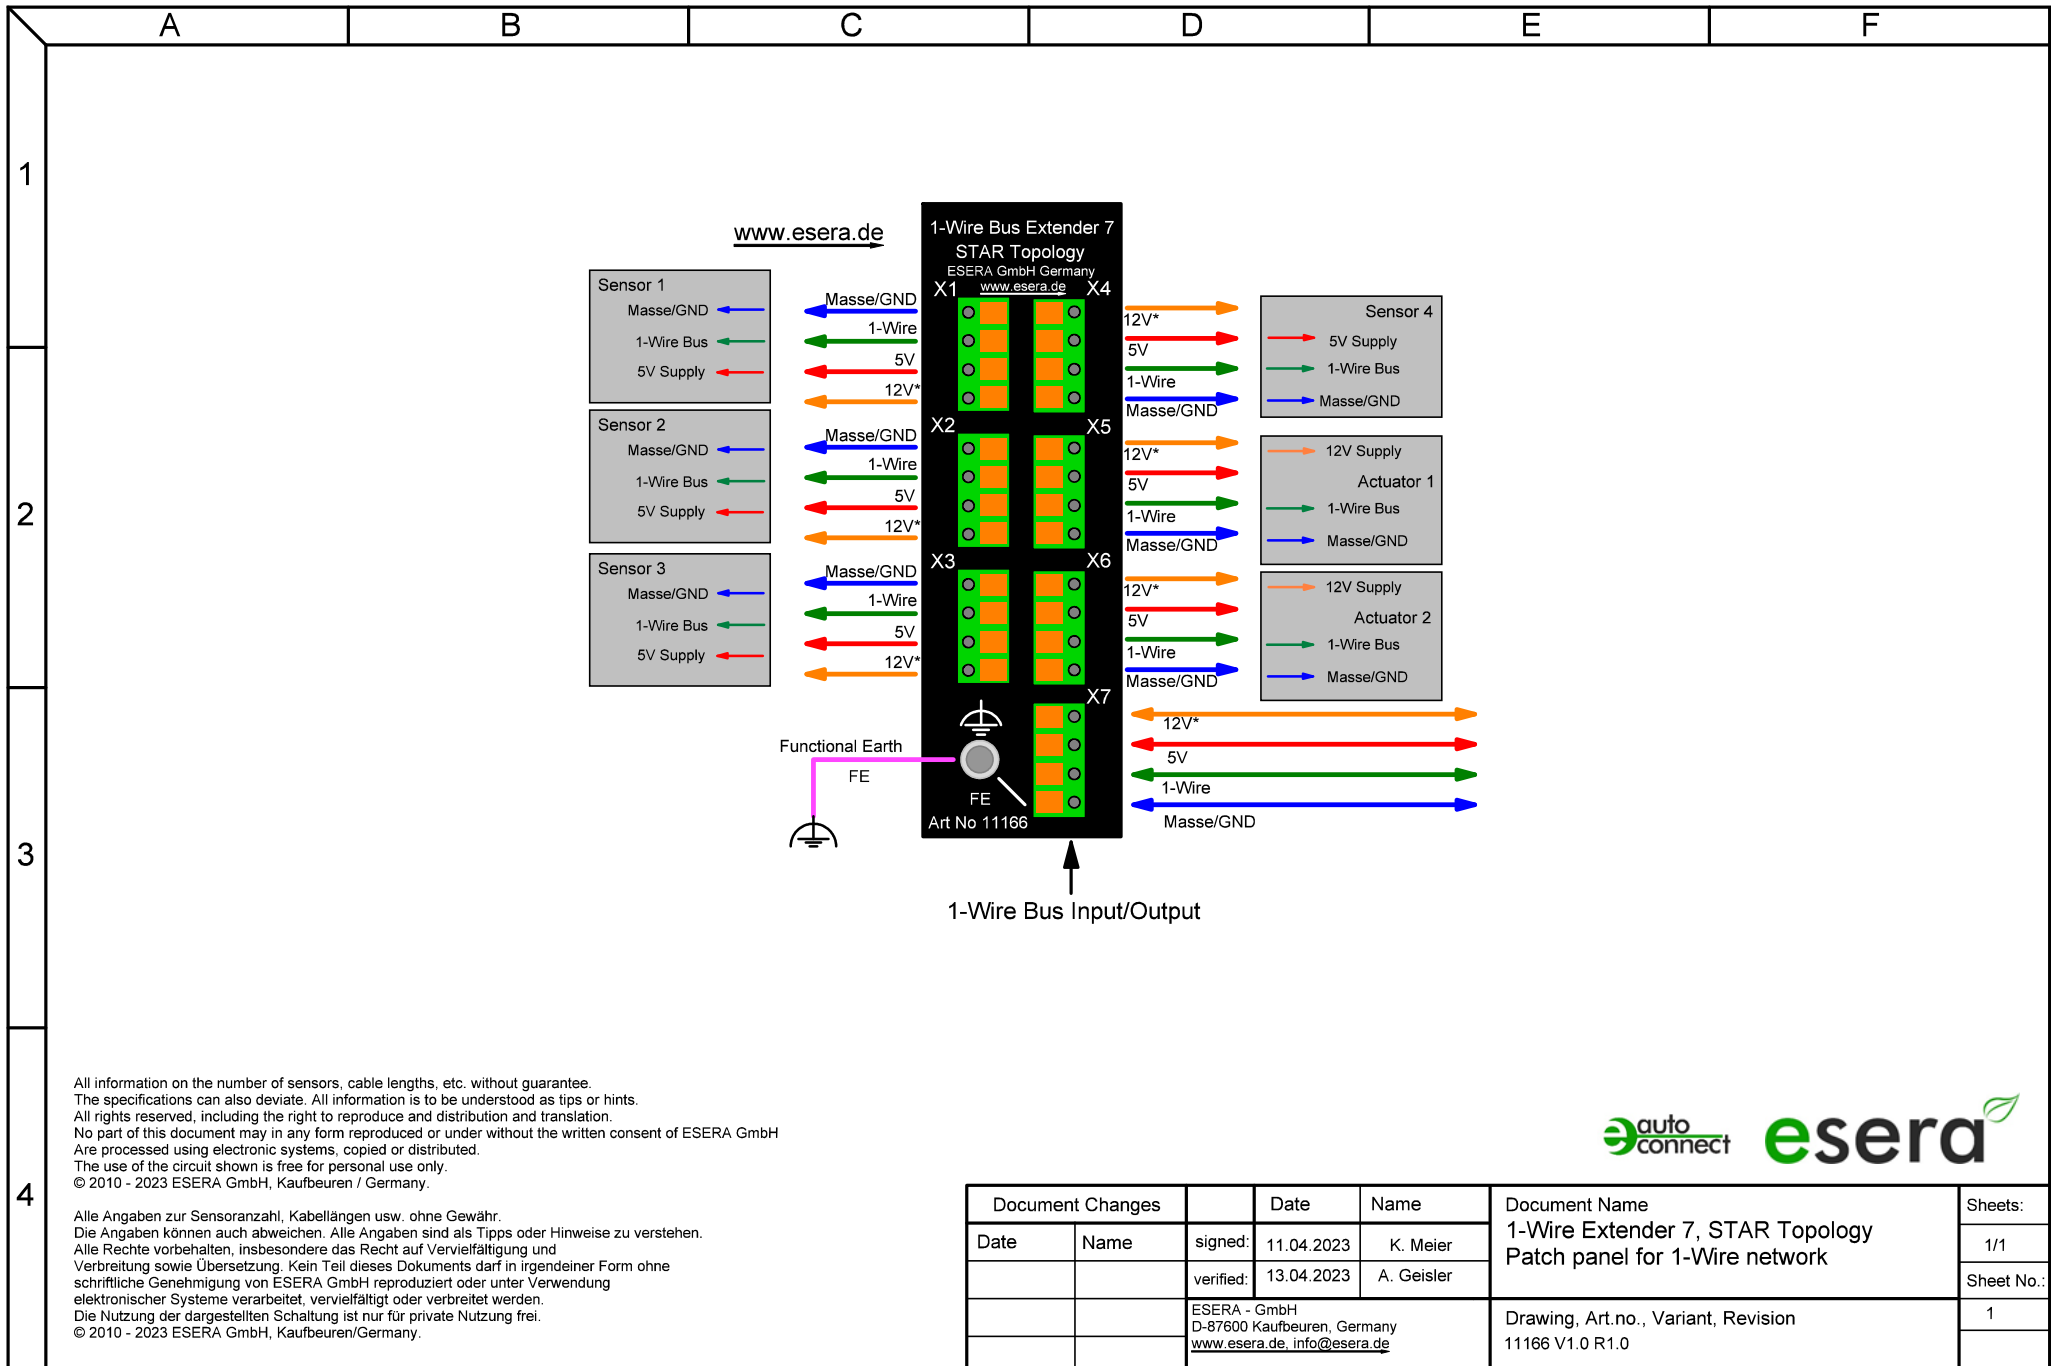 A B C D E F
1
2
3
4
www.esera.de
1-Wire Bus Extender 7
STAR Topology
ESERA GmbH Germany
www.esera.de
X1
X4
Sensor 1
Masse/GND
1-Wire Bus
5V Supply
Masse/GND
1-Wire
5V
12V*
12V*
5V
1-Wire
Masse/GND
Sensor 4
5V Supply
1-Wire Bus
Masse/GND
X2
X5
Sensor 2
Masse/GND
1-Wire Bus
5V Supply
Masse/GND
1-Wire
5V
12V*
12V*
5V
1-Wire
Masse/GND
12V Supply
Actuator 1
1-Wire Bus
Masse/GND
X3
X6
Sensor 3
Masse/GND
1-Wire Bus
5V Supply
Masse/GND
1-Wire
5V
12V*
12V*
5V
1-Wire
Masse/GND
12V Supply
Actuator 2
1-Wire Bus
Masse/GND
X7
12V*
5V
1-Wire
Masse/GND
Functional Earth
FE
FE
Art No 11166
1-Wire Bus Input/Output
All information on the number of sensors, cable lengths, etc. without guarantee.
The specifications can also deviate. All information is to be understood as tips or hints.
All rights reserved, including the right to reproduce and distribution and translation.
No part of this document may in any form reproduced or under without the written consent of ESERA GmbH
Are processed using electronic systems, copied or distributed.
The use of the circuit shown is free for personal use only.
© 2010 - 2023 ESERA GmbH, Kaufbeuren / Germany.
Alle Angaben zur Sensoranzahl, Kabellängen usw. ohne Gewähr.
Die Angaben können auch abweichen. Alle Angaben sind als Tipps oder Hinweise zu verstehen.
Alle Rechte vorbehalten, insbesondere das Recht auf Vervielfältigung und
Verbreitung sowie Übersetzung. Kein Teil dieses Dokuments darf in irgendeiner Form ohne
schriftliche Genehmigung von ESERA GmbH reproduziert oder unter Verwendung
elektronischer Systeme verarbeitet, vervielfältigt oder verbreitet werden.
Die Nutzung der dargestellten Schaltung ist nur für private Nutzung frei.
© 2010 - 2023 ESERA GmbH, Kaufbeuren/Germany.
auto
connect
esera
Document Changes
Date Name
Date Name
signed: 11.04.2023 K. Meier
verified: 13.04.2023 A. Geisler
ESERA - GmbH
D-87600 Kaufbeuren, Germany
www.esera.de, info@esera.de
Document Name
1-Wire Extender 7, STAR Topology
Patch panel for 1-Wire network
Drawing, Art.no., Variant, Revision
11166 V1.0 R1.0
Sheets:
1/1
Sheet No.:
1